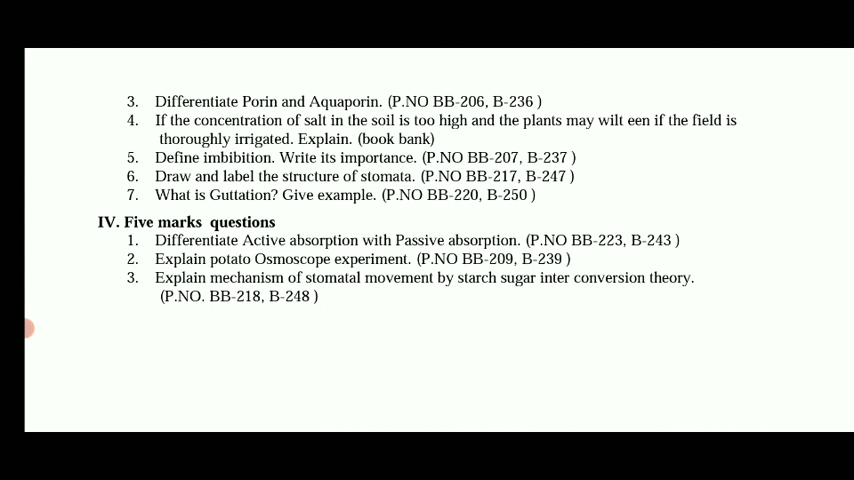 3. Differentiate Porin and Aquaporin. (P.NO BB-206, B-236 )
4. If the concentration of salt in the soil is too high and the plants may wilt een if the field is
thoroughly irrigated. Explain. (book bank)
5. Define imbibition. Write its importance. (P.NO BB-207, B-237 )
6. Draw and label the structure of stomata. (P.NO BB-217, B-247 )
7. What is Guttation? Give example. (P.NO BB-220, B-250 )
IV. Five marks questions
1. Differentiate Active absorption with Passive absorption. (P.NO BB-223, B-243 )
2. Explain potato Osmoscope experiment. (P.NO BB-209, B-239 )
3. Explain mechanism of stomatal movement by starch sugar inter conversion theory.
(P.NO. BB-218, B-248 )